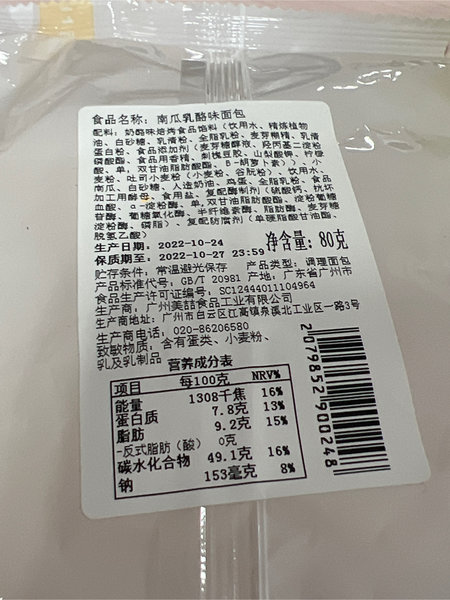 食品名称: 南瓜乳酪味面包
配料: 奶酪味焙烤食品馅料(饮用水、精炼植物
油、白砂糖、乳清粉、全脂乳粉、麦芽糊精、乳清
蛋白粉、食品添加剂(麦芽糖醇液、羟丙基二淀粉
磷酸酯、食品用香精、刺槐豆胶、山梨酸钾、柠檬
酸、单,双甘油脂肪酸酯、β-胡萝卜素))、小
麦粉、吐司小麦粉(小麦粉、谷朊粉)、饮用水、
南瓜、白砂糖、人造奶油、鸡蛋、全脂乳粉、食品
加工用酵母、食用盐、复配酶制剂(硫酸钙、抗坏
血酸、α-淀粉酶、单,双甘油脂肪酸酯、淀粉葡糖
苷酶、葡糖氧化酶、半纤维素酶、脂肪酶、麦芽糖
淀粉酶、磷脂)、复配防腐剂(单硬脂酸甘油酯、
脱氢乙酸)
生产日期: 2022-10-24
保质期至: 2022-10-27 23:59 净含量: 80克
贮存条件: 常温避光保存 产品类型: 调理面包
产品标准代号: GB/T 20981 产地: 广东省广州市
食品生产许可证编号: SC12444011104964
生产商: 广州美喆食品工业有限公司
生产商地址: 广州市白云区江高镇泉溪北工业区一路3号
生产商电话: 020-86206580
致敏物质: 含有蛋类、小麦粉、
乳及乳制品
营养成分表
项目 每100克 NRV%
能量 1308千焦 16%
蛋白质 7.8克 13%
脂肪 9.2克 15%
-反式脂肪(酸) 0克
碳水化合物 49.1克 16%
钠 153毫克 8%
2079852900248